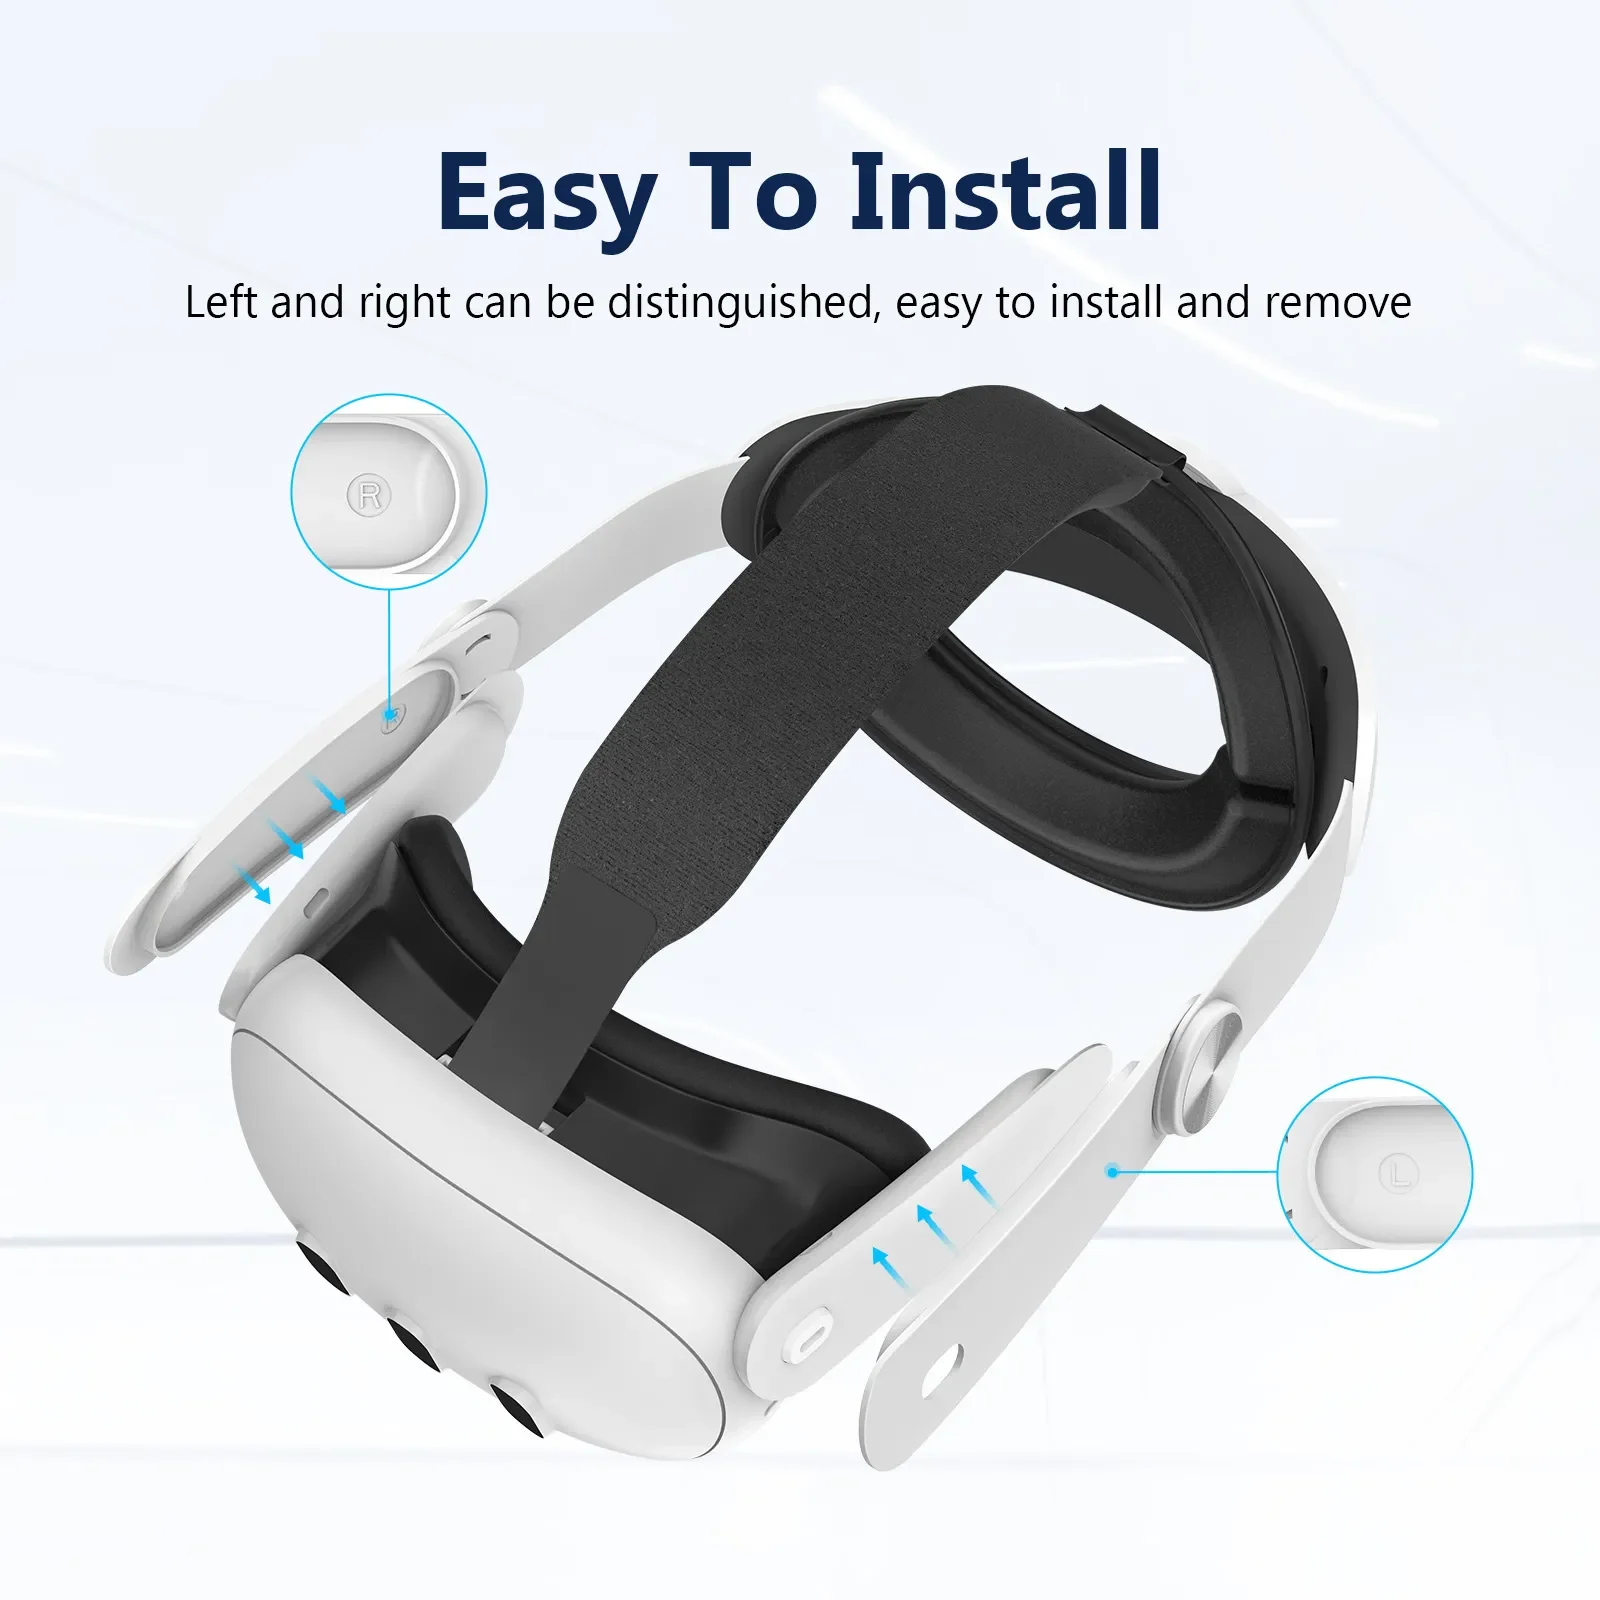 Easy To Install
Left and right can be distinguished, easy to install and remove
R
R
L